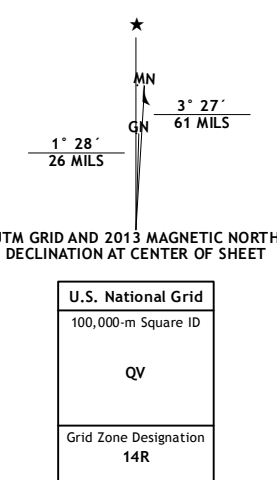 MN
3° 27´
61 MILS
GN
1° 28´
26 MILS
UTM GRID AND 2013 MAGNETIC NORTH
DECLINATION AT CENTER OF SHEET
U.S. National Grid
100,000-m Square ID
QV
Grid Zone Designation
14R